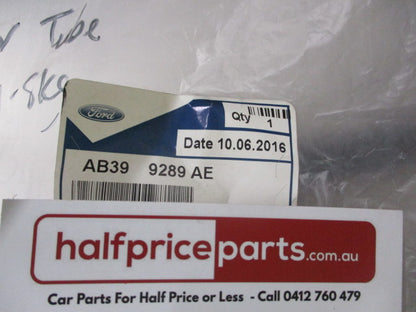 Tube
Ford
Qty 1
Date 10.06.2016
AB39 9289 AE
halfpriceparts.com.au
Car Parts For Half Price or Less - Call 0412 760 479